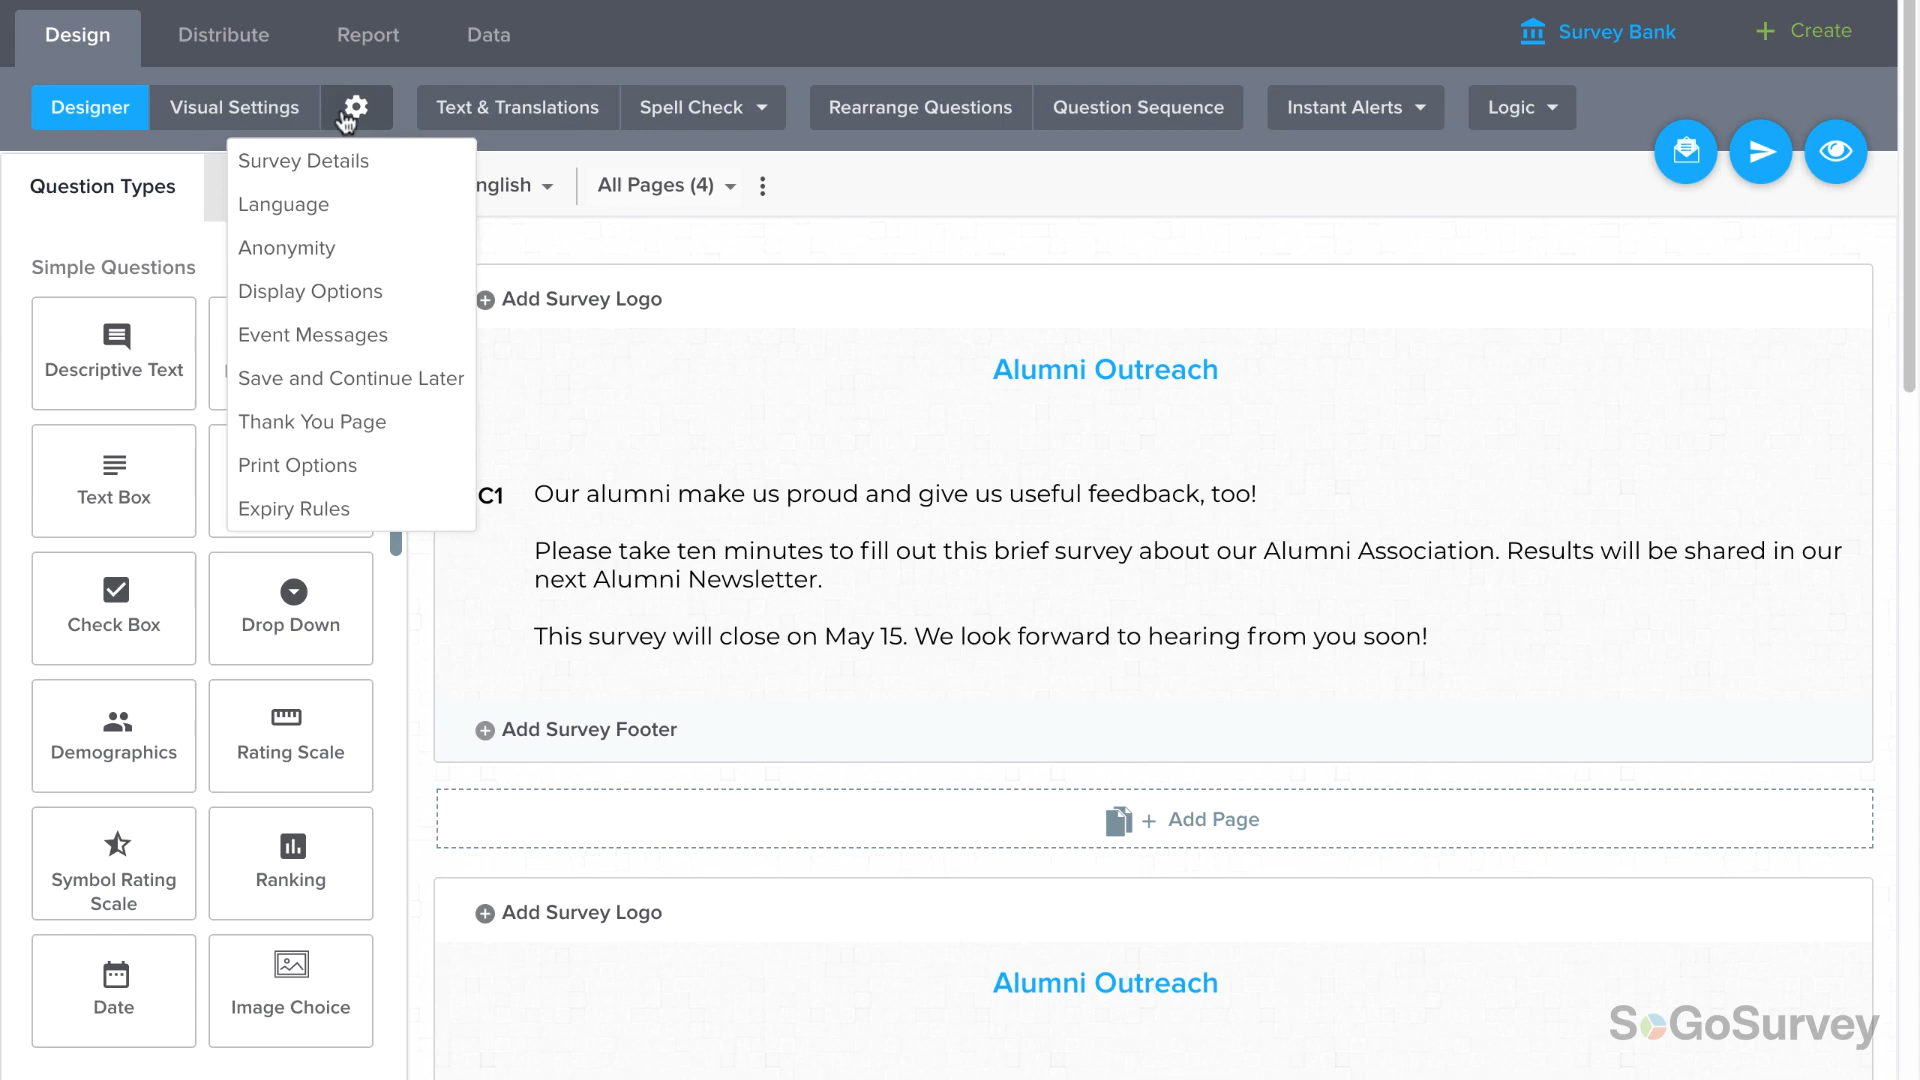 Design
Distribute
Report
Data
Survey Bank
+ Create
Designer
Visual Settings
Text & Translations
Spell Check
Rearrange Questions
Question Sequence
Instant Alerts
Logic
Question Types
Survey Details
Language
Anonymity
Display Options
Event Messages
Save and Continue Later
Thank You Page
Print Options
Expiry Rules
nglish
All Pages (4)
Simple Questions
Descriptive Text
Text Box
Check Box
Drop Down
Demographics
Rating Scale
Symbol Rating
Scale
Ranking
Date
Image Choice
Add Survey Logo
Alumni Outreach
C1
Our alumni make us proud and give us useful feedback, too!
Please take ten minutes to fill out this brief survey about our Alumni Association. Results will be shared in our
next Alumni Newsletter.
This survey will close on May 15. We look forward to hearing from you soon!
Add Survey Footer
+ Add Page
Add Survey Logo
Alumni Outreach
SoGoSurvey